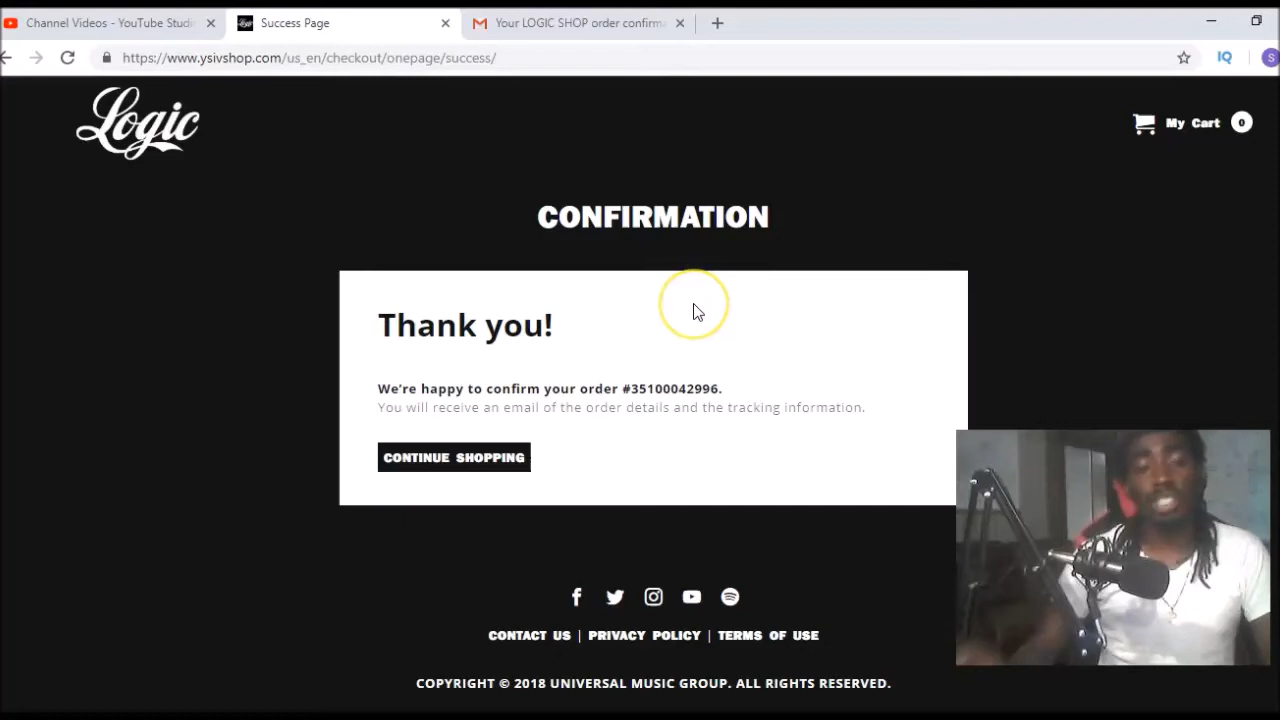 Channel Videos - YouTube Studi
Success Page
Your LOGIC SHOP order confirma
https://www.ysivshop.com/us_en/checkout/onepage/success/
IQ
S
Logic
My Cart 0
CONFIRMATION
Thank you!
We're happy to confirm your order #35100042996.
You will receive an email of the order details and the tracking information.
CONTINUE SHOPPING
CONTACT US | PRIVACY POLICY | TERMS OF USE
COPYRIGHT © 2018 UNIVERSAL MUSIC GROUP. ALL RIGHTS RESERVED.